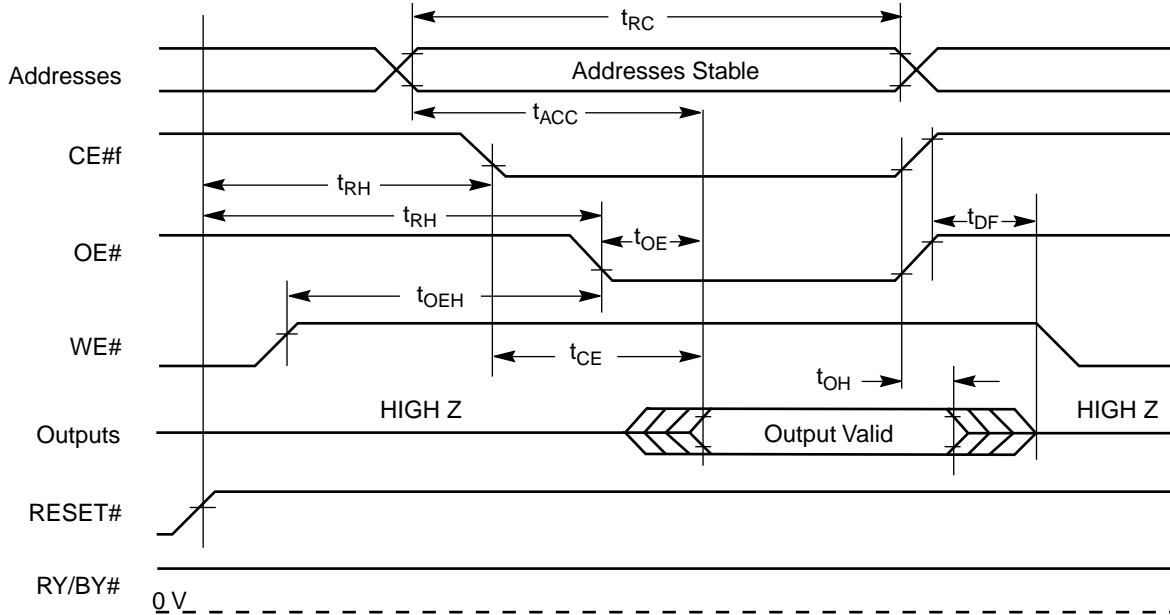 tRC
Addresses
Addresses Stable
tACC
CE#f
tRH
tRH
tDF
OE#
tOE
tOEH
WE#
tCE
tOH
HIGH Z
HIGH Z
Outputs
Output Valid
RESET#
RY/BY#
0 V